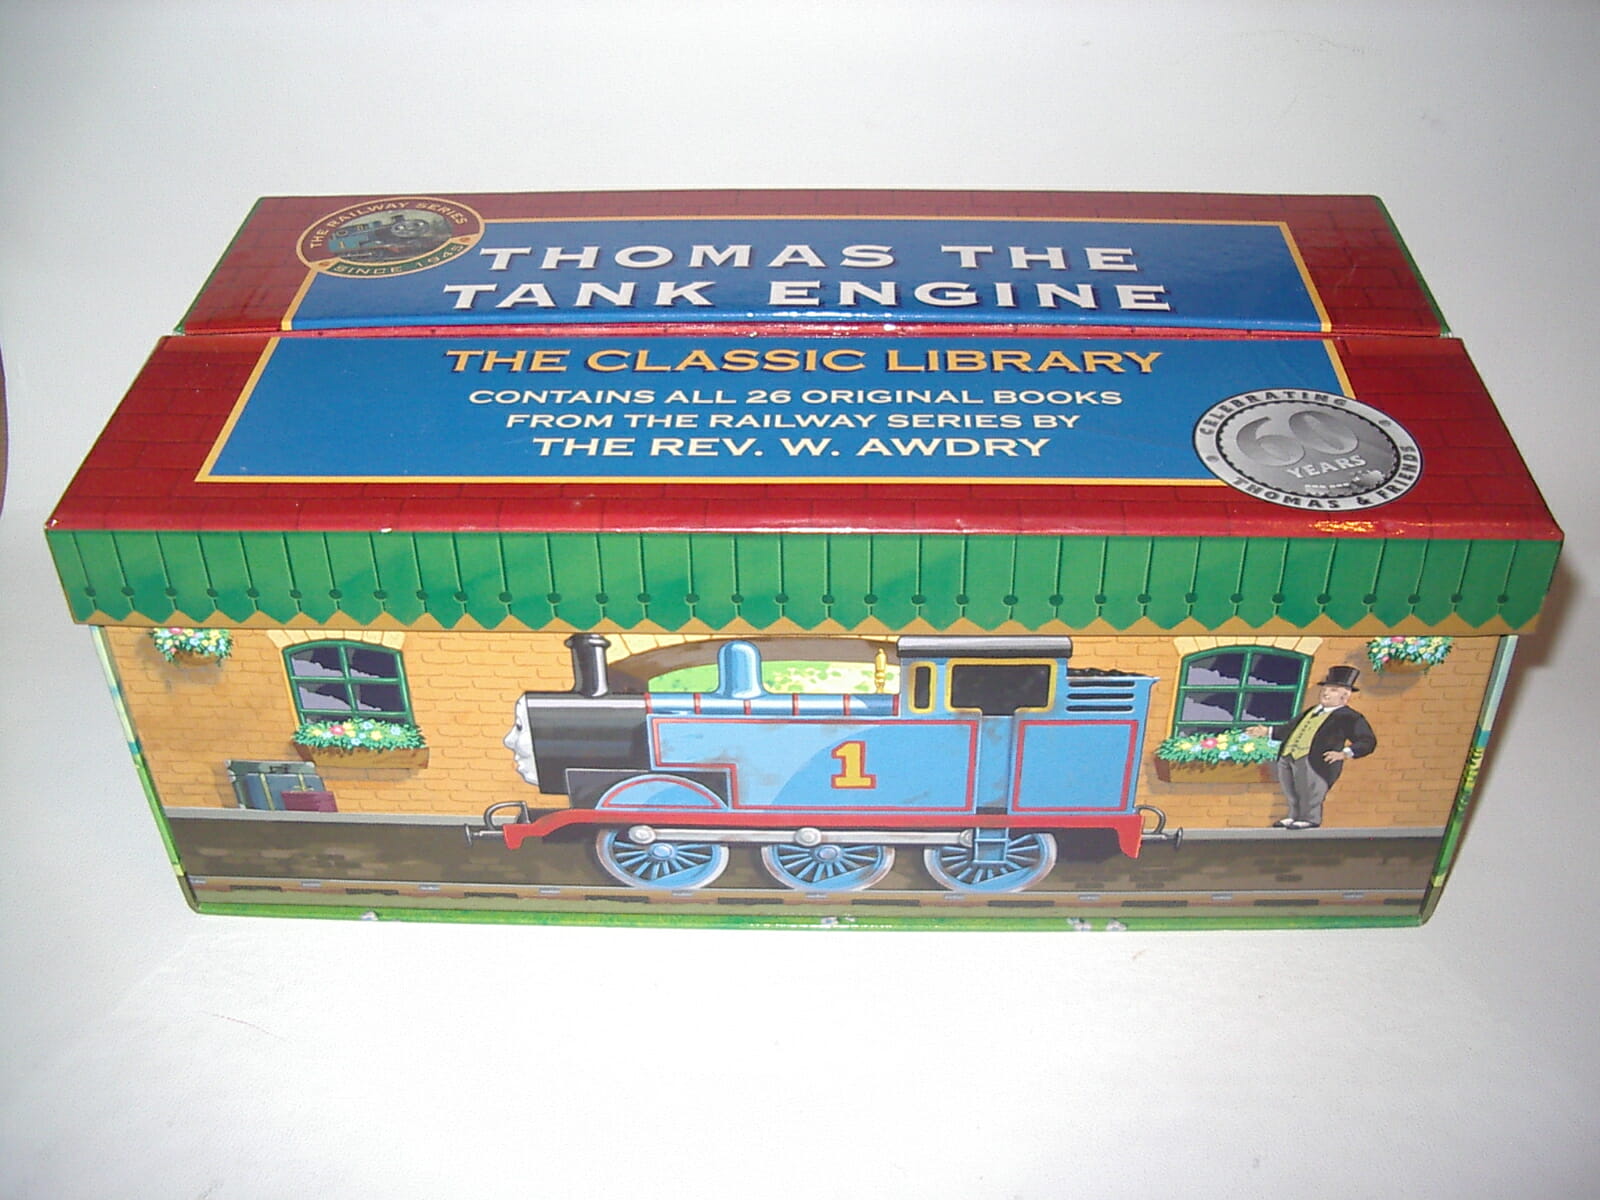 THE RAILWAY SERIES
SINCE 1945
THOMAS THE
TANK ENGINE
THE CLASSIC LIBRARY
CONTAINS ALL 26 ORIGINAL BOOKS
FROM THE RAILWAY SERIES BY
THE REV. W. AWDRY
CELEBRATING
60
YEARS
THOMAS & FRIENDS
1